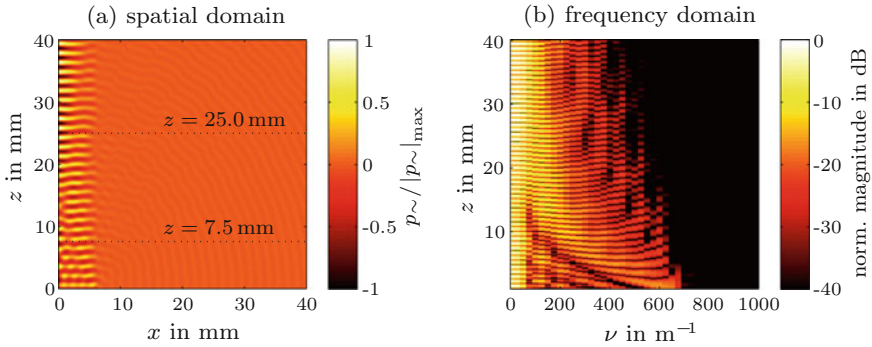 (a) spatial domain
(b) frequency domain
40
30
20
10
0
z in mm
z = 25.0 mm
z = 7.5 mm
0 10 20 30 40
x in mm
1
0.5
0
-0.5
-1
p~/|p~|max
40
30
20
10
z in mm
0 200 400 600 800 1000
ν in m⁻¹
0
-10
-20
-30
-40
norm. magnitude in dB